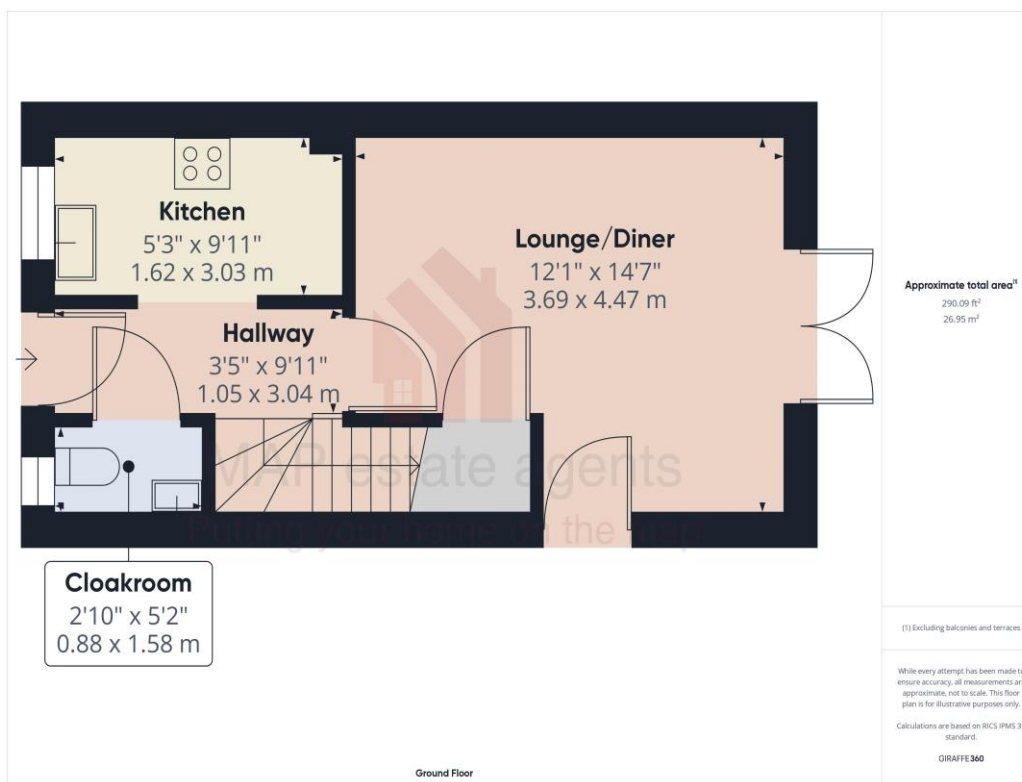 Kitchen
5'3" x 9'11"
1.62 x 3.03 m
Lounge/Diner
12'1" x 14'7"
3.69 x 4.47 m
Hallway
3'5" x 9'11"
1.05 x 3.04 m
MAP estate agents
Putting your home on the map
Cloakroom
2'10" x 5'2"
0.88 x 1.58 m
Ground Floor
Approximate total area(1)
290.09 ft²
26.95 m²
(1) Excluding balconies and terraces
While every attempt has been made to
ensure accuracy, all measurements are
approximate, not to scale. This floor
plan is for illustrative purposes only.
Calculations are based on RICS IPMS 3C
standard.
GIRAFFE360